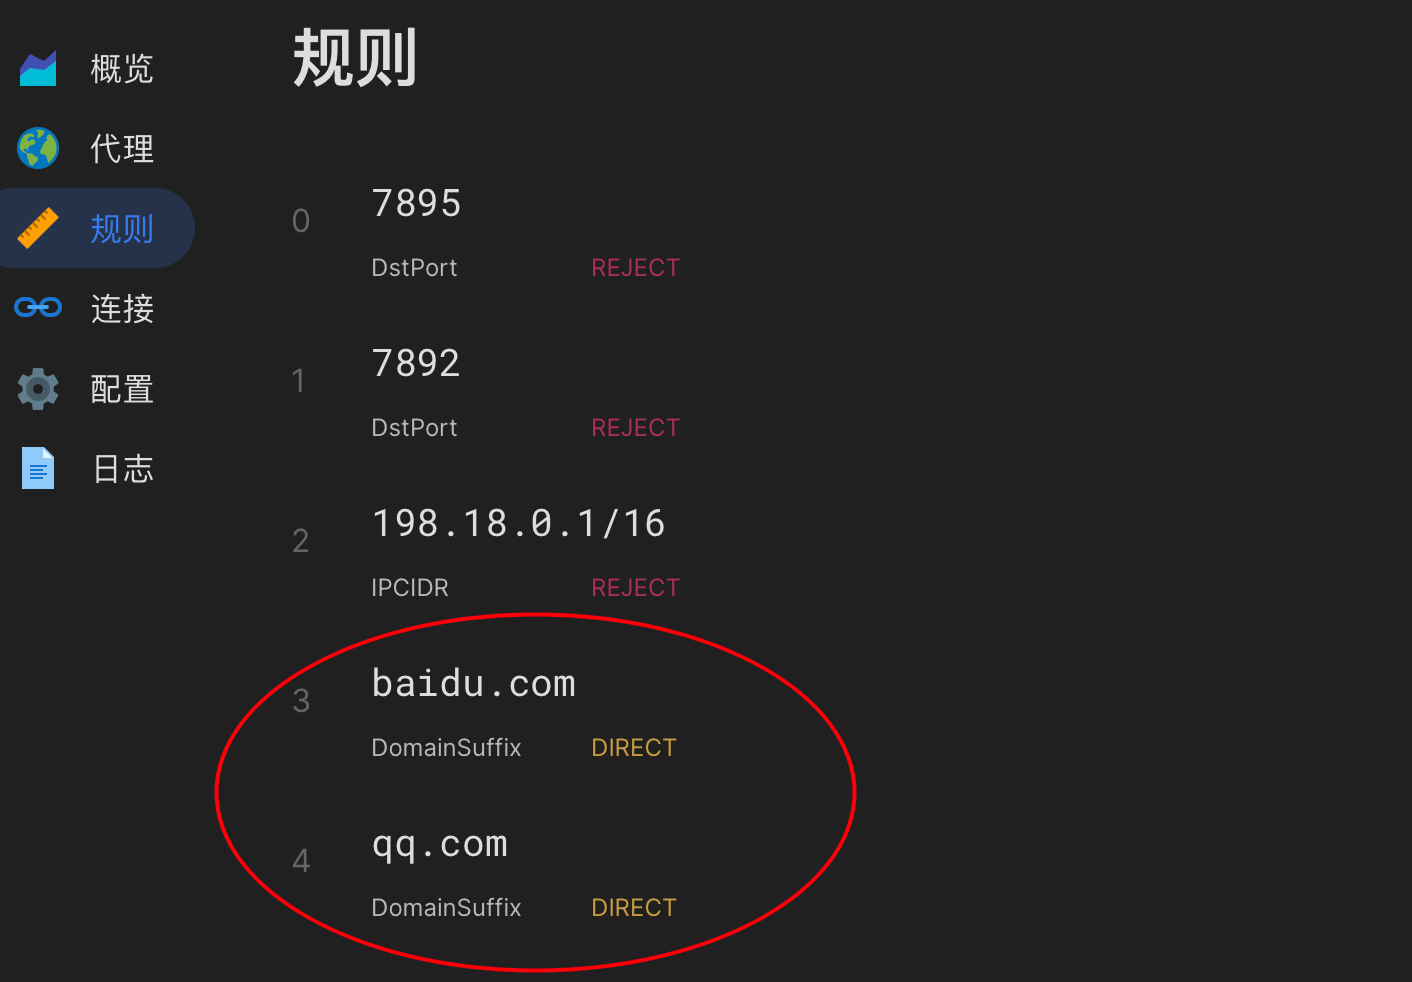 概览
代理
规则
连接
配置
日志
规则
0
7895
DstPort REJECT
1
7892
DstPort REJECT
2
198.18.0.1/16
IPCIDR REJECT
3
baidu.com
DomainSuffix DIRECT
4
qq.com
DomainSuffix DIRECT